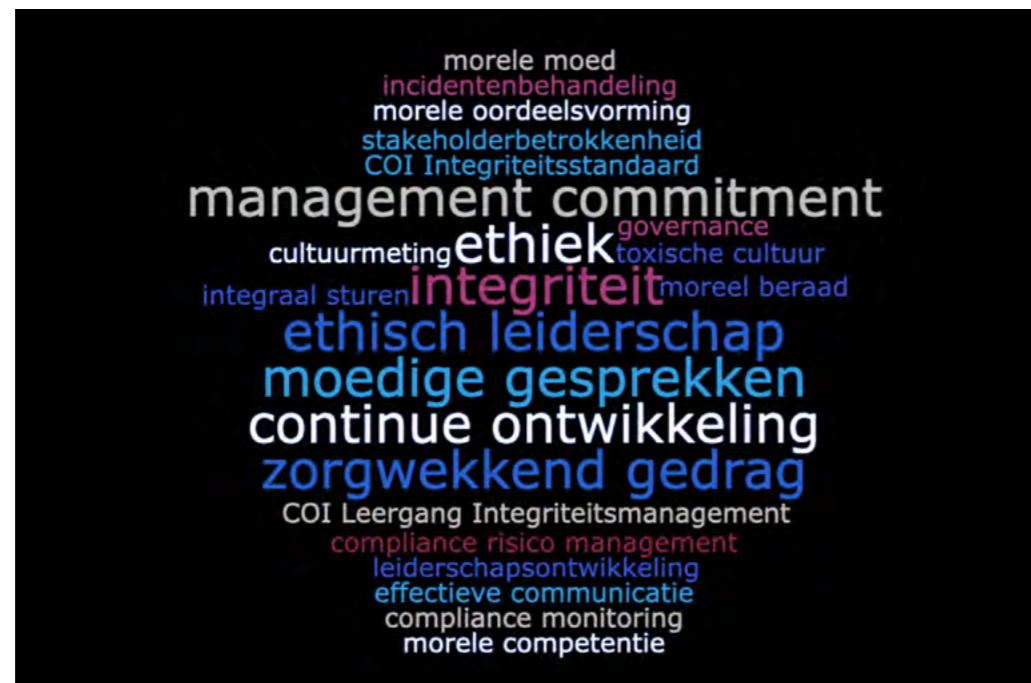 morele moed
incidentenbehandeling
morele oordeelsvorming
stakeholderbetrokkenheid
COI Integriteitsstandaard
management commitment
governance
cultuurmeting ethiek toxische cultuur
integraal sturen integriteit moreel beraad
ethisch leiderschap
moedige gesprekken
continue ontwikkeling
zorgwekkend gedrag
COI Leergang Integriteitsmanagement
compliance risico management
leiderschapsontwikkeling
effectieve communicatie
compliance monitoring
morele competentie